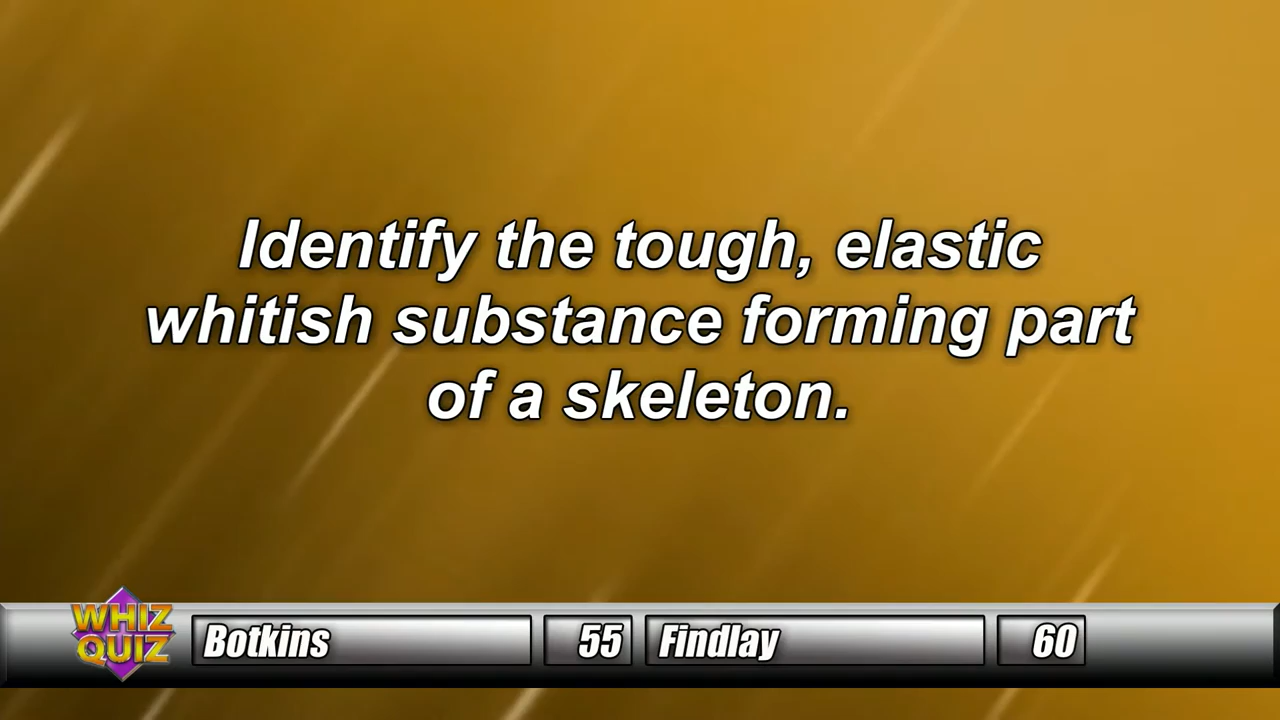 Identify the tough, elastic
whitish substance forming part
of a skeleton.
WHIZ
QUIZ
Botkins 55 Findlay 60